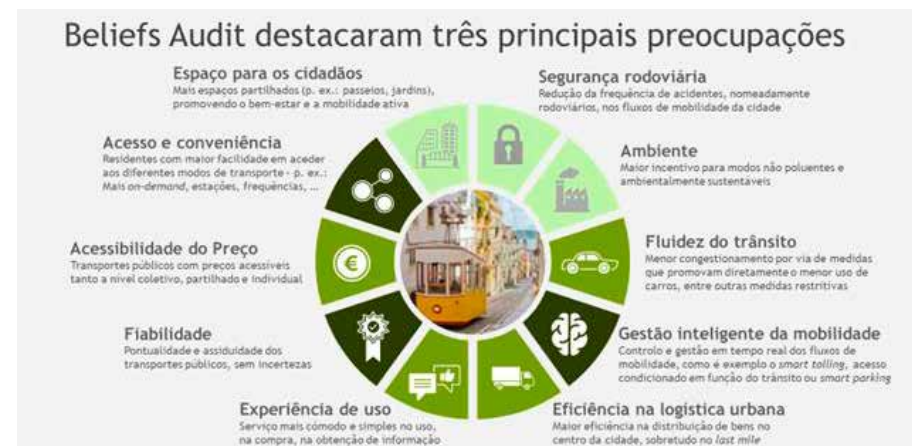 Beliefs Audit destacaram três principais preocupações
Espaço para os cidadãos
Mais espaços partilhados (p. ex.: passeios, jardins),
promovendo o bem-estar e a mobilidade ativa
Segurança rodoviária
Redução da frequência de acidentes, nomeadamente
rodoviários, nos fluxos de mobilidade da cidade
Acesso e conveniência
Residentes com maior facilidade em aceder
aos diferentes modos de transporte - p. ex.:
Mais on-demand, estações, frequências, ...
Ambiente
Maior incentivo para modos não poluentes e
ambientalmente sustentáveis
Acessibilidade do Preço
Transportes públicos com preços acessíveis
tanto a nível coletivo, partilhado e individual
€
Fluidez do trânsito
Menor congestionamento por via de medidas
que promovam diretamente o menor uso de
carros, entre outras medidas restritivas
Fiabilidade
Pontualidade e assiduidade dos
transportes públicos, sem incertezas
Gestão inteligente da mobilidade
Controlo e gestão em tempo real dos fluxos de
mobilidade, como é exemplo o smart tolling, acesso
condicionado em função do trânsito ou smart parking
Experiência de uso
Serviço mais cómodo e simples no uso,
na compra, na obtenção de informação
Eficiência na logística urbana
Maior eficiência na distribuição de bens no
centro da cidade, sobretudo no last mile